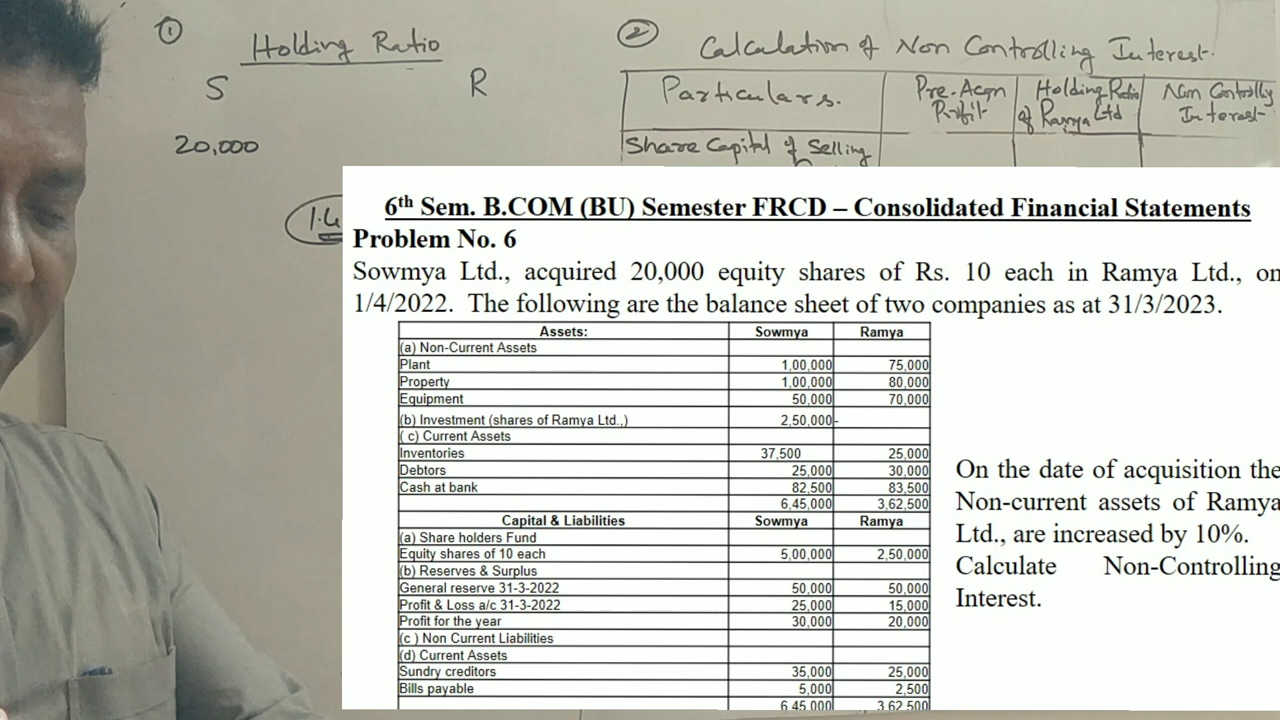 ① Holding Ratio
S R
20,000
② Calculation of Non Controlling Interest.
Particulars. Pre-Acqn Profit Holding Ratio of Ramya Ltd Non Controlling Interest
Share Capital of Selling
1.4
6th Sem. B.COM (BU) Semester FRCD – Consolidated Financial Statements
Problem No. 6
Sowmya Ltd., acquired 20,000 equity shares of Rs. 10 each in Ramya Ltd., on
1/4/2022. The following are the balance sheet of two companies as at 31/3/2023.
Assets: Sowmya Ramya
(a) Non-Current Assets
Plant 1,00,000 75,000
Property 1,00,000 80,000
Equipment 50,000 70,000
(b) Investment (shares of Ramya Ltd.,) 2,50,000 -
( c) Current Assets
Inventories 37,500 25,000
Debtors 25,000 30,000
Cash at bank 82,500 83,500
6,45,000 3,62,500
Capital & Liabilities Sowmya Ramya
(a) Share holders Fund
Equity shares of 10 each 5,00,000 2,50,000
(b) Reserves & Surplus
General reserve 31-3-2022 50,000 50,000
Profit & Loss a/c 31-3-2022 25,000 15,000
Profit for the year 30,000 20,000
(c ) Non Current Liabilities
(d) Current Assets
Sundry creditors 35,000 25,000
Bills payable 5,000 2,500
6,45,000 3,62,500
On the date of acquisition the
Non-current assets of Ramya
Ltd., are increased by 10%.
Calculate Non-Controlling
Interest.